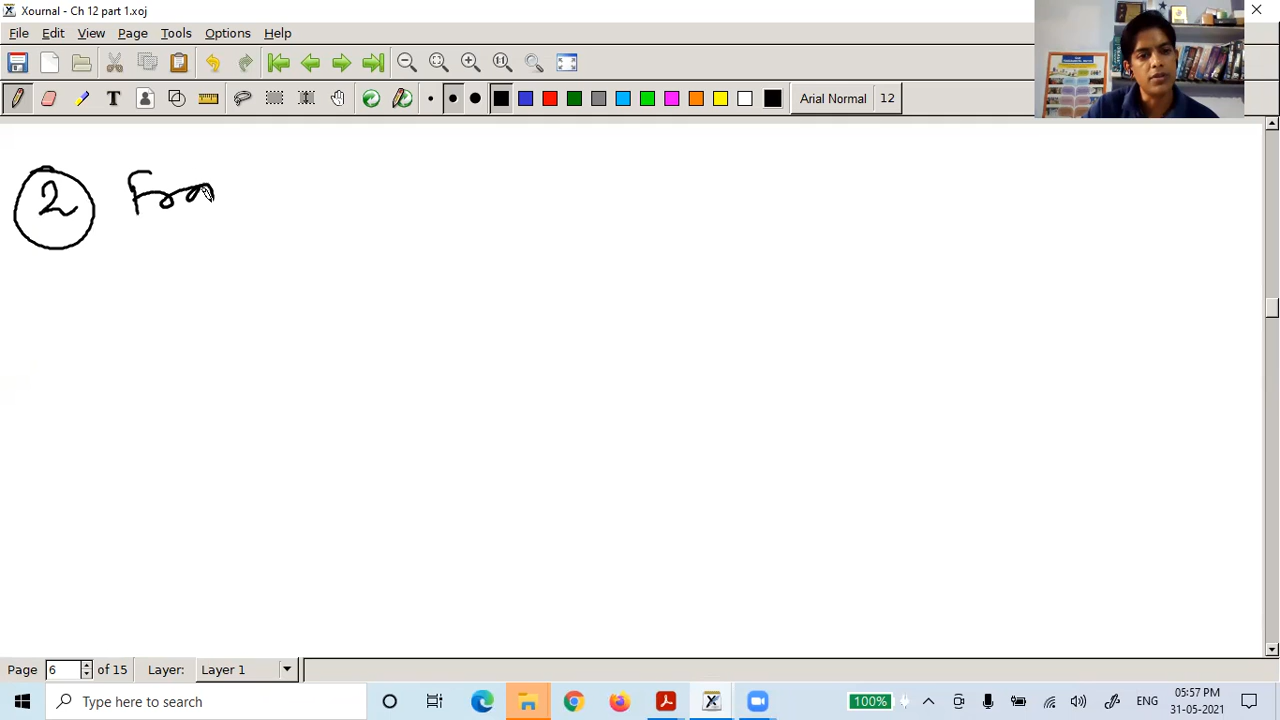 Xournal - Ch 12 part 1.xoj
File Edit View Page Tools Options Help
Arial Normal 12
2 Fra
Page 6 of 15 Layer: Layer 1
Type here to search
100% ENG 05:57 PM
31-05-2021